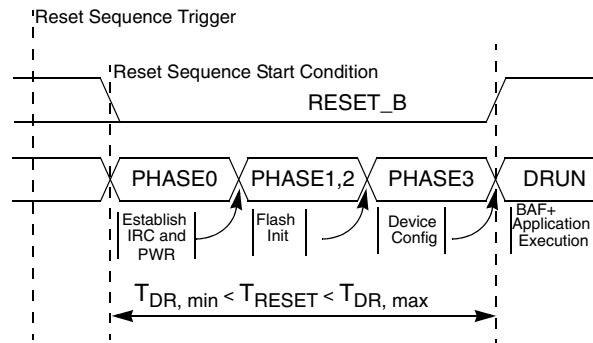 Reset Sequence Trigger
Reset Sequence Start Condition
RESET_B
PHASE0 PHASE1,2 PHASE3 DRUN
Establish
IRC and
PWR
Flash
Init
Device
Config
BAF+
Application
Execution
TDR, min < TRESET < TDR, max